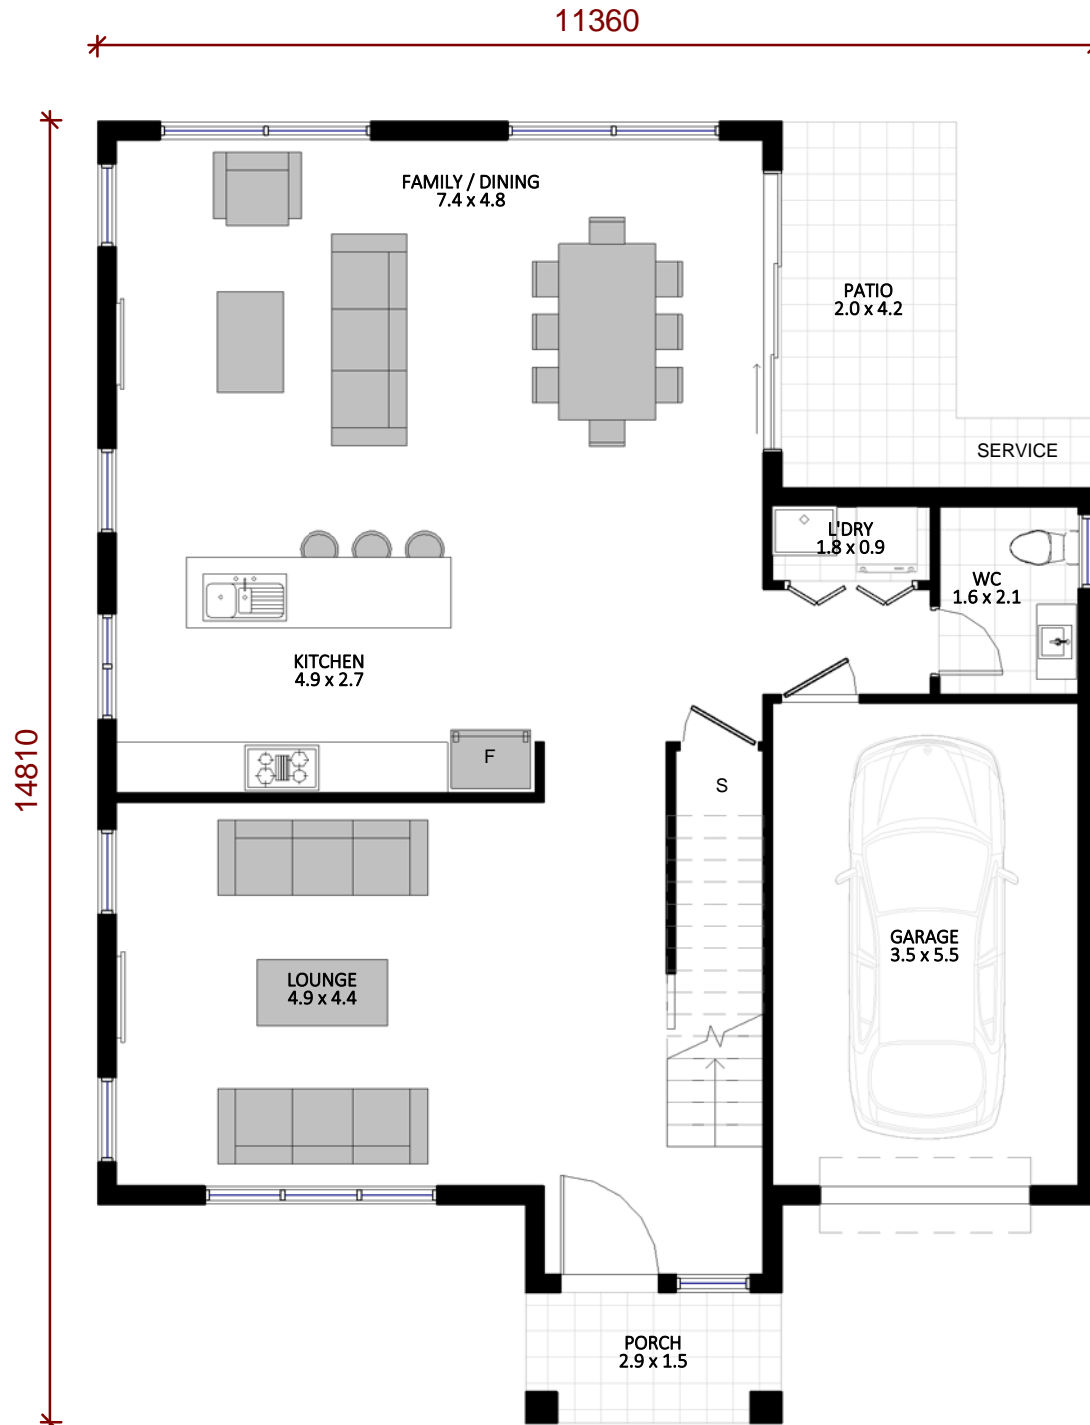 11360
14810
FAMILY / DINING
7.4 x 4.8
PATIO
2.0 x 4.2
SERVICE
L'DRY
1.8 x 0.9
WC
1.6 x 2.1
KITCHEN
4.9 x 2.7
F
S
GARAGE
3.5 x 5.5
LOUNGE
4.9 x 4.4
PORCH
2.9 x 1.5